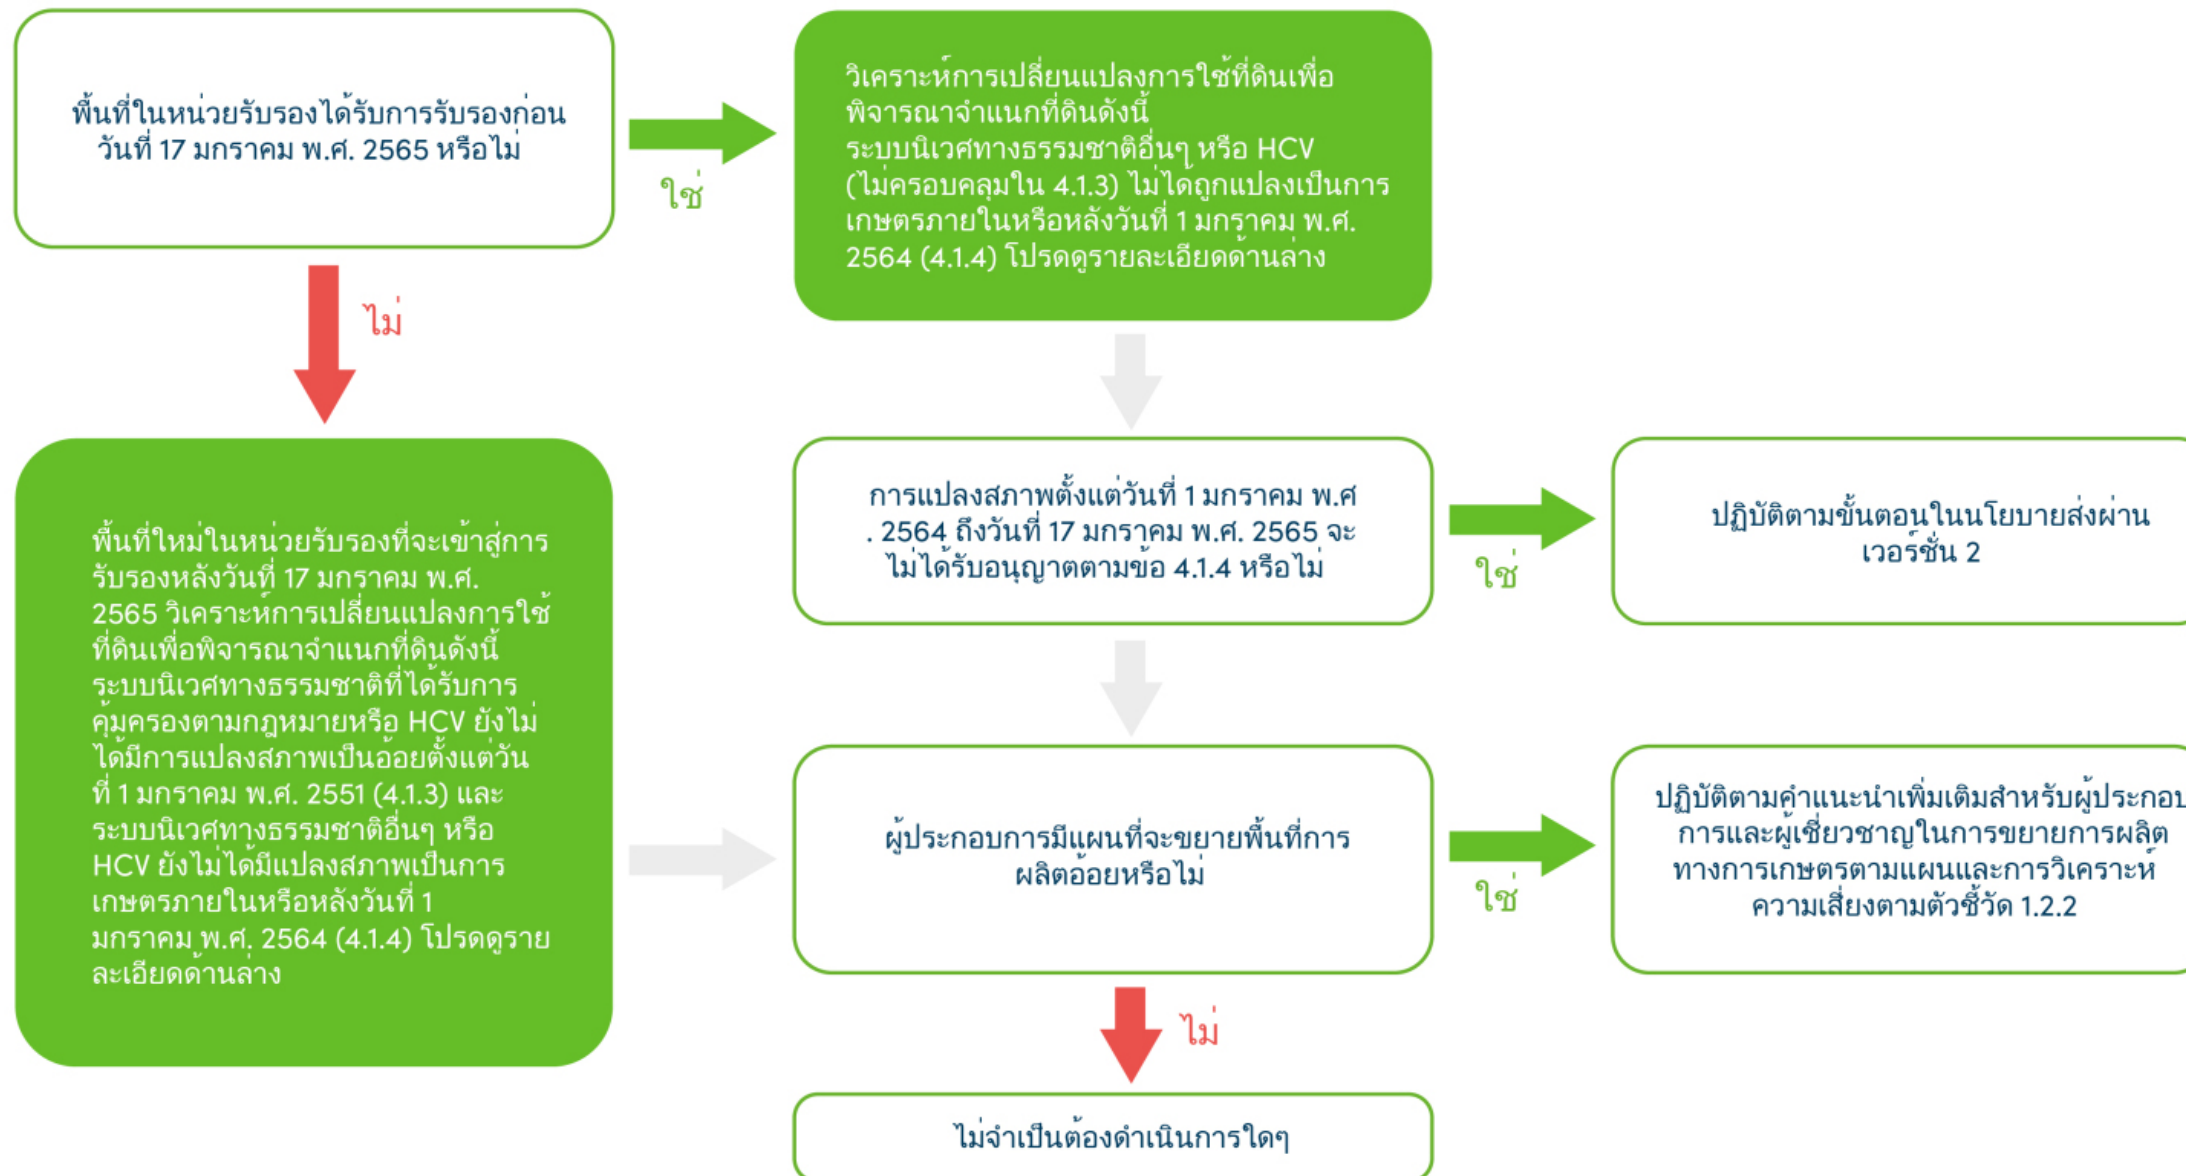 พื้นที่ในหน่วยรับรองได้รับการรับรองก่อน
วันที่ 17 มกราคม พ.ศ. 2565 หรือไม่
ใช่
วิเคราะห์การเปลี่ยนแปลงการใช้ที่ดินเพื่อ
พิจารณาจำแนกที่ดินดังนี้
ระบบนิเวศทางธรรมชาติอื่นๆ หรือ HCV
(ไม่ครอบคลุมใน 4.1.3) ไม่ได้ถูกแปลงเป็นการ
เกษตรภายในหรือหลังวันที่ 1 มกราคม พ.ศ.
2564 (4.1.4) โปรดดูรายละเอียดด้านล่าง
ไม่
พื้นที่ใหม่ในหน่วยรับรองที่จะเข้าสู่การ
รับรองหลังวันที่ 17 มกราคม พ.ศ.
2565 วิเคราะห์การเปลี่ยนแปลงการใช้
ที่ดินเพื่อพิจารณาจำแนกที่ดินดังนี้
ระบบนิเวศทางธรรมชาติที่ได้รับการ
คุ้มครองตามกฎหมายหรือ HCV ยังไม่
ได้มีการแปลงสภาพเป็นอ้อยตั้งแต่วัน
ที่ 1 มกราคม พ.ศ. 2551 (4.1.3) และ
ระบบนิเวศทางธรรมชาติอื่นๆ หรือ
HCV ยังไม่ได้มีแปลงสภาพเป็นการ
เกษตรภายในหรือหลังวันที่ 1
มกราคม พ.ศ. 2564 (4.1.4) โปรดดูราย
ละเอียดด้านล่าง
การแปลงสภาพตั้งแต่วันที่ 1 มกราคม พ.ศ
. 2564 ถึงวันที่ 17 มกราคม พ.ศ. 2565 จะ
ไม่ได้รับอนุญาตตามข้อ 4.1.4 หรือไม่
ใช่
ปฏิบัติตามขั้นตอนในนโยบายส่งผ่าน
เวอร์ชั่น 2
ผู้ประกอบการมีแผนที่จะขยายพื้นที่การ
ผลิตอ้อยหรือไม่
ใช่
ปฏิบัติตามคำแนะนำเพิ่มเติมสำหรับผู้ประกอบ
การและผู้เชี่ยวชาญในการขยายการผลิต
ทางการเกษตรตามแผนและการวิเคราะห์
ความเสี่ยงตามตัวชี้วัด 1.2.2
ไม่
ไม่จำเป็นต้องดำเนินการใดๆ